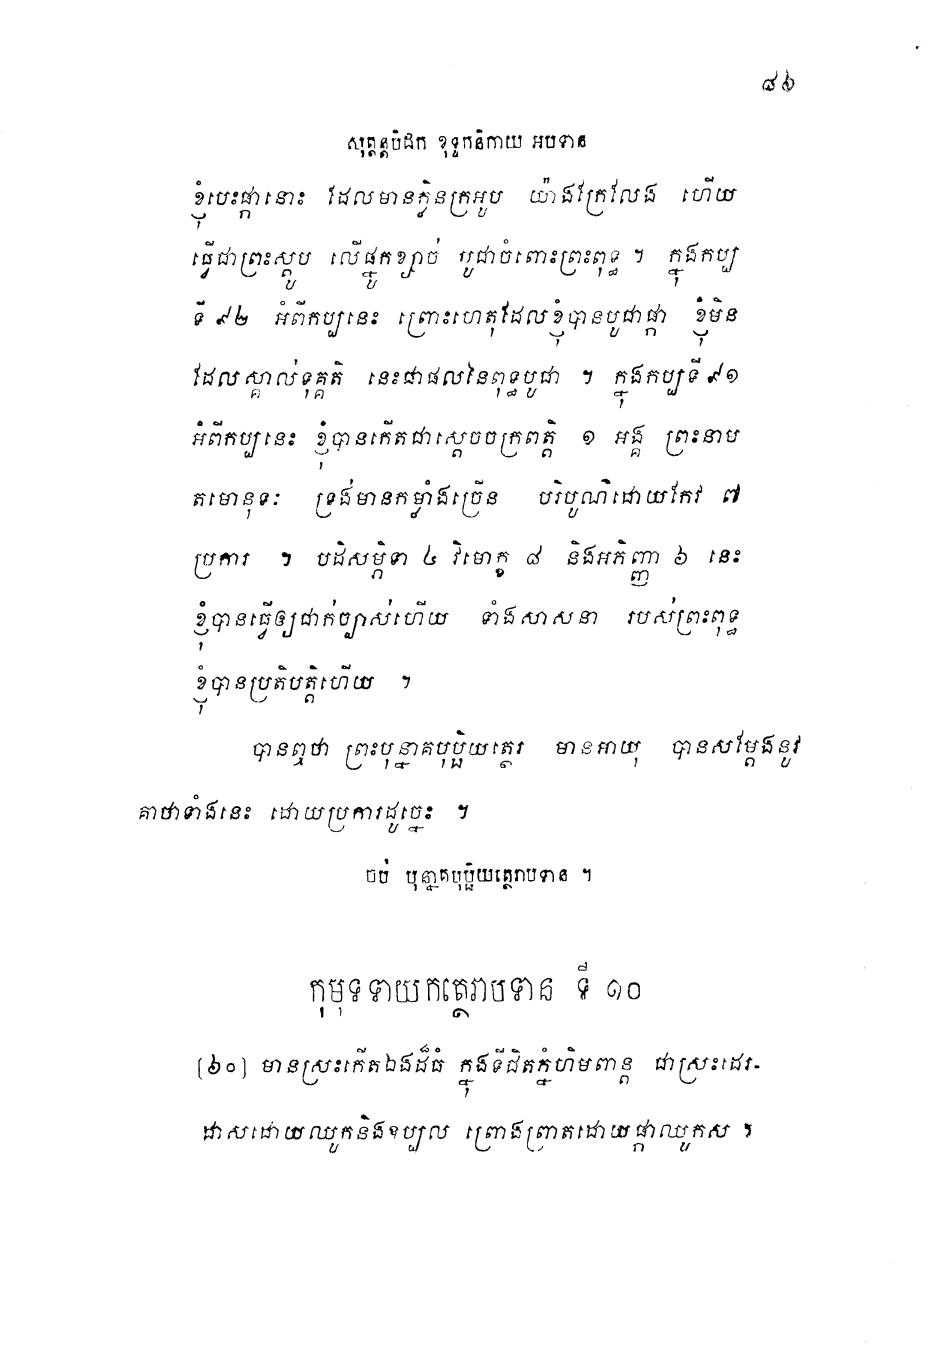 ៨៦
សុត្តន្តបិដក ខុទ្ទកនិកាយ អបទាន
ខ្ញុំបេះផ្កានោះ ដែលមានក្លិនក្រអូប យ៉ាងក្រៃលែង ហើយ
ធ្វើជាព្រះស្តូប លើផ្នូកខ្សាច់ បូជាចំពោះព្រះពុទ្ធ ។ ក្នុងកប្ប
ទី ៩២ អំពីកប្បនេះ ព្រោះហេតុដែលខ្ញុំបានបូជាផ្កា ខ្ញុំមិន
ដែលស្គាល់ទុគ្គតិ នេះជាផលនៃពុទ្ធបូជា ។ ក្នុងកប្បទី ៩១
អំពីកប្បនេះ ខ្ញុំបានកើតជាស្តេចចក្រពត្តិ ១ អង្គ ព្រះនាម
តមោនុទៈ ទ្រង់មានកម្លាំងច្រើន បរិបូណ៌ដោយកែវ ៧
ប្រការ ។ បដិសម្ភិទា ៤ វិមោក្ខ ៨ និងអភិញ្ញា ៦ នេះ
ខ្ញុំបានធ្វើឲ្យជាក់ច្បាស់ហើយ ទាំងសាសនា របស់ព្រះពុទ្ធ
ខ្ញុំបានប្រតិបត្តិហើយ ។
បានឮថា ព្រះបុន្នាគបុប្ផិយត្ថេរ មានអាយុ បានសម្តែងនូវ
គាថាទាំងនេះ ដោយប្រការដូច្នេះ ។
ចប់ បុន្នាគបុប្ផិយត្ថេរាបទាន ។
កុមុទទាយកត្ថេរាបទាន ទី ១០
[៦០] មានស្រះកើតឯងដ៏ធំ ក្នុងទីជិតភ្នំហិមពាន្ត ជាស្រះដេរ-
ដាសដោយឈូកនិងឧប្បល ព្រោងព្រាតដោយផ្កាឈូកស ។